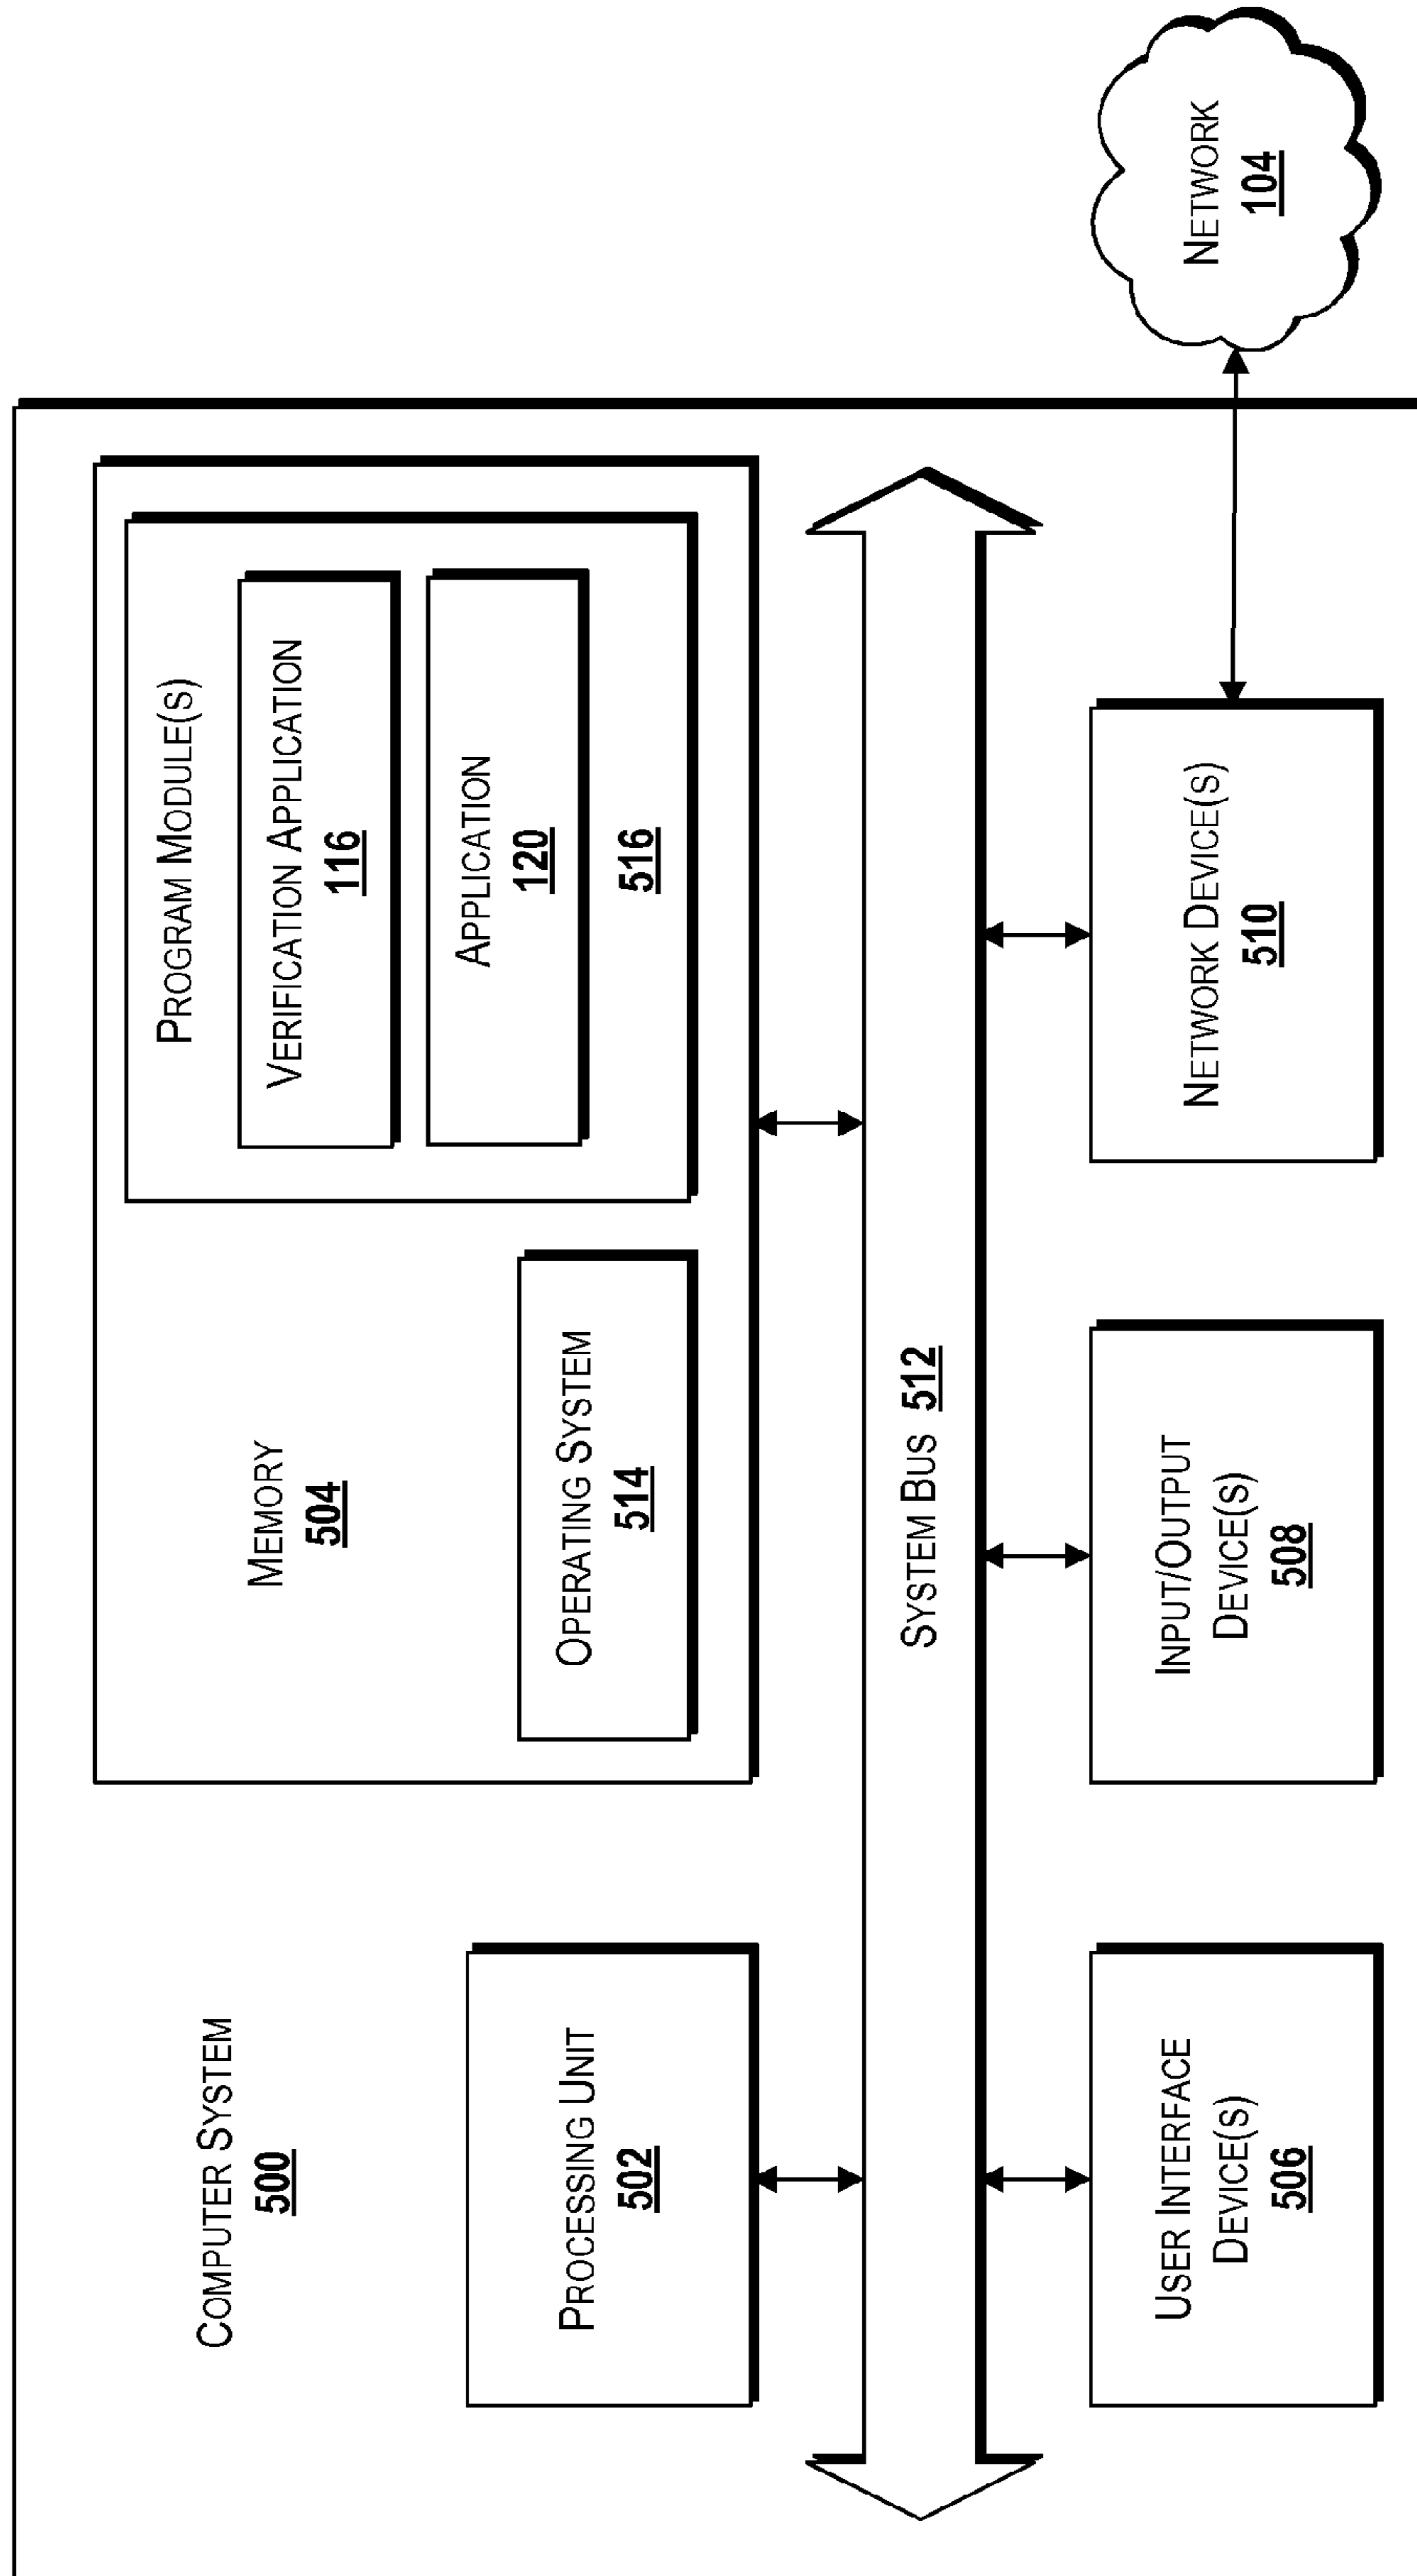 COMPUTER SYSTEM
500
PROCESSING UNIT
502
MEMORY
504
OPERATING SYSTEM
514
PROGRAM MODULE(S)
VERIFICATION APPLICATION
116
APPLICATION
120
516
SYSTEM BUS 512
USER INTERFACE
DEVICE(S)
506
INPUT/OUTPUT
DEVICE(S)
508
NETWORK DEVICE(S)
510
NETWORK
104